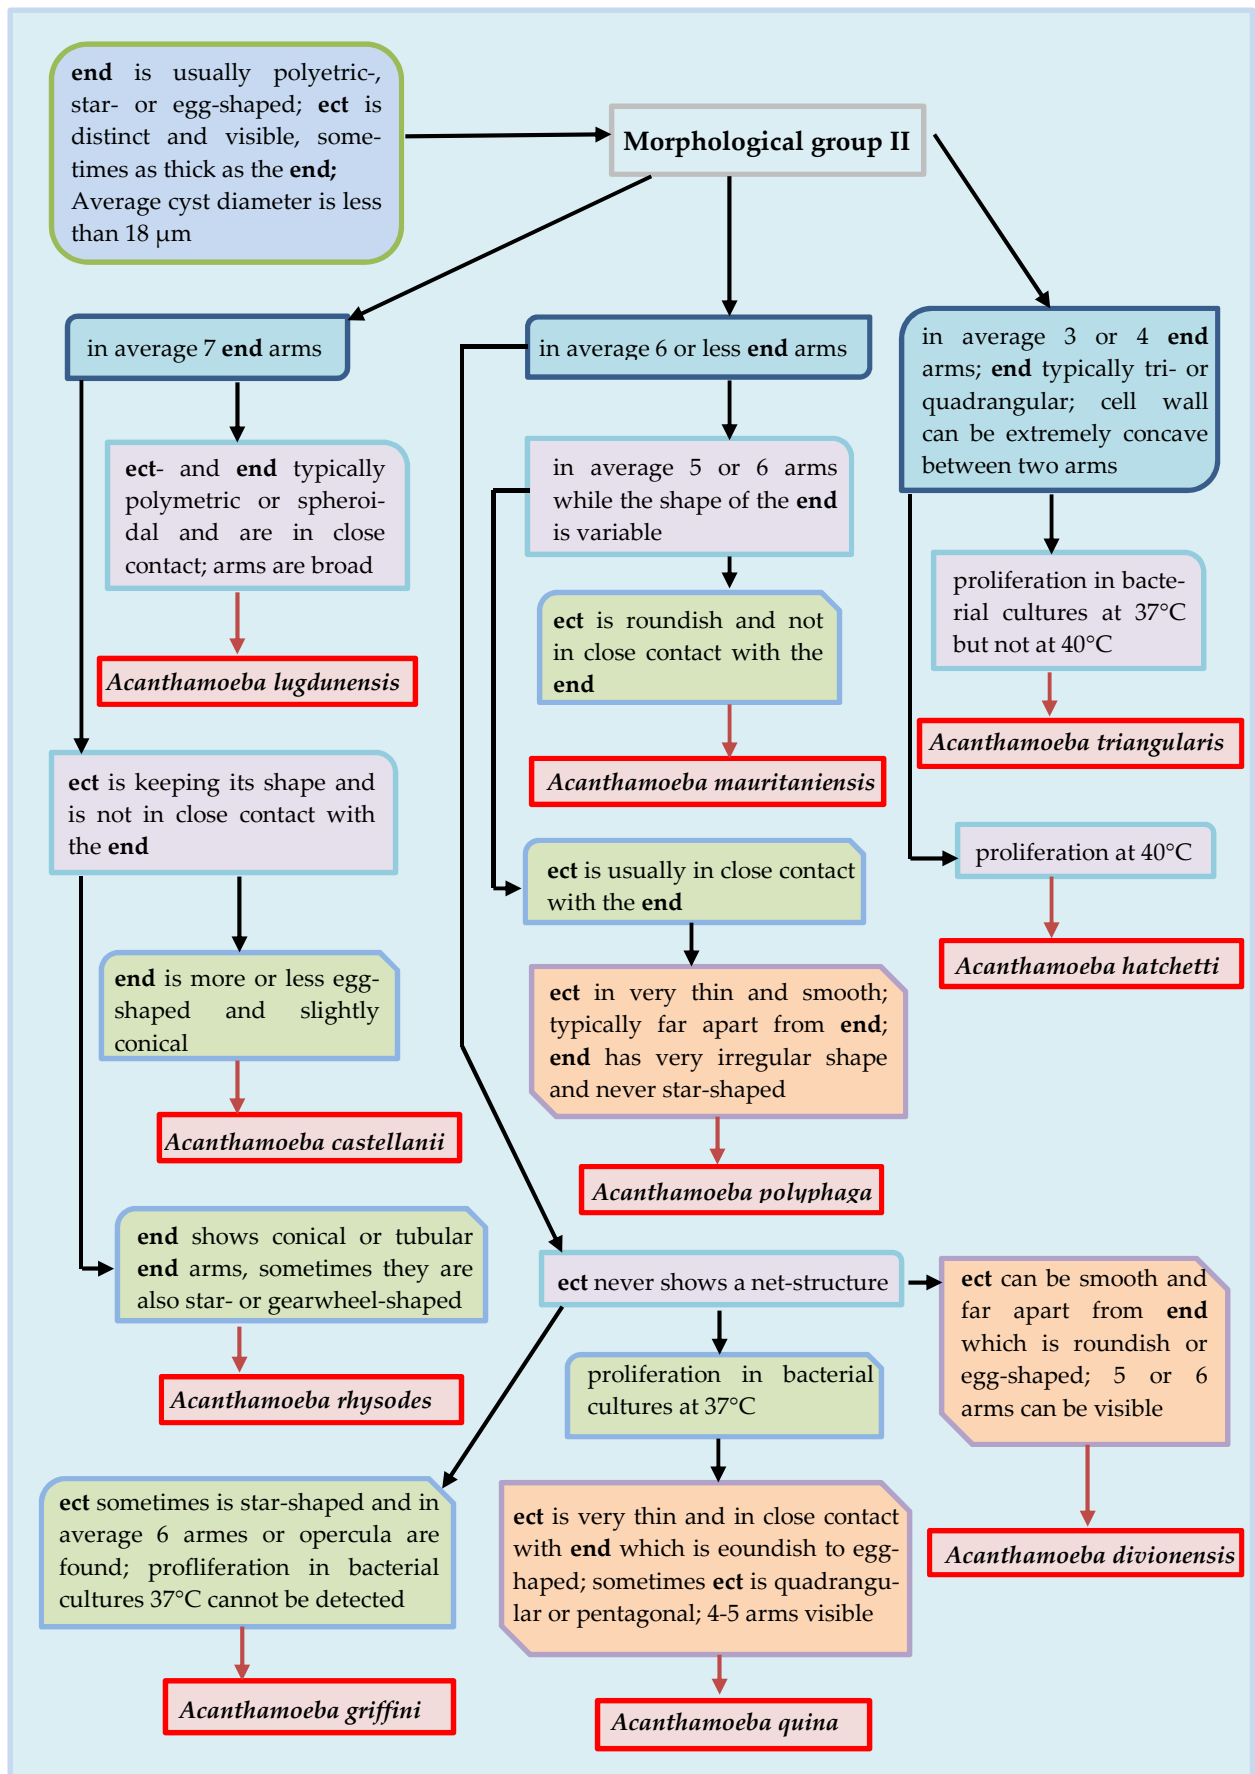 end is usually polyetric-,
star- or egg-shaped; ect is
distinct and visible, some-
times as thick as the end;
Average cyst diameter is less
than 18 µm
Morphological group II
in average 7 end arms
ect- and end typically
polymetric or spheroi-
dal and are in close
contact; arms are broad
Acanthamoeba lugdunensis
ect is keeping its shape and
is not in close contact with
the end
end is more or less egg-
shaped and slightly
conical
Acanthamoeba castellanii
end shows conical or tubular
end arms, sometimes they are
also star- or gearwheel-shaped
Acanthamoeba rhysodes
in average 6 or less end arms
in average 5 or 6 arms
while the shape of the end
is variable
ect is roundish and not
in close contact with the
end
Acanthamoeba mauritaniensis
ect is usually in close contact
with the end
ect in very thin and smooth;
typically far apart from end;
end has very irregular shape
and never star-shaped
Acanthamoeba polyphaga
ect never shows a net-structure
ect sometimes is star-shaped and in
average 6 armes or opercula are
found; profliferation in bacterial
cultures 37°C cannot be detected
Acanthamoeba griffini
proliferation in bacterial
cultures at 37°C
ect is very thin and in close contact
with end which is eoundish to egg-
haped; sometimes ect is quadrangu-
lar or pentagonal; 4-5 arms visible
Acanthamoeba quina
ect can be smooth and
far apart from end
which is roundish or
egg-shaped; 5 or 6
arms can be visible
Acanthamoeba divionensis
in average 3 or 4 end
arms; end typically tri- or
quadrangular; cell wall
can be extremely concave
between two arms
proliferation in bacte-
rial cultures at 37°C
but not at 40°C
Acanthamoeba triangularis
proliferation at 40°C
Acanthamoeba hatchetti